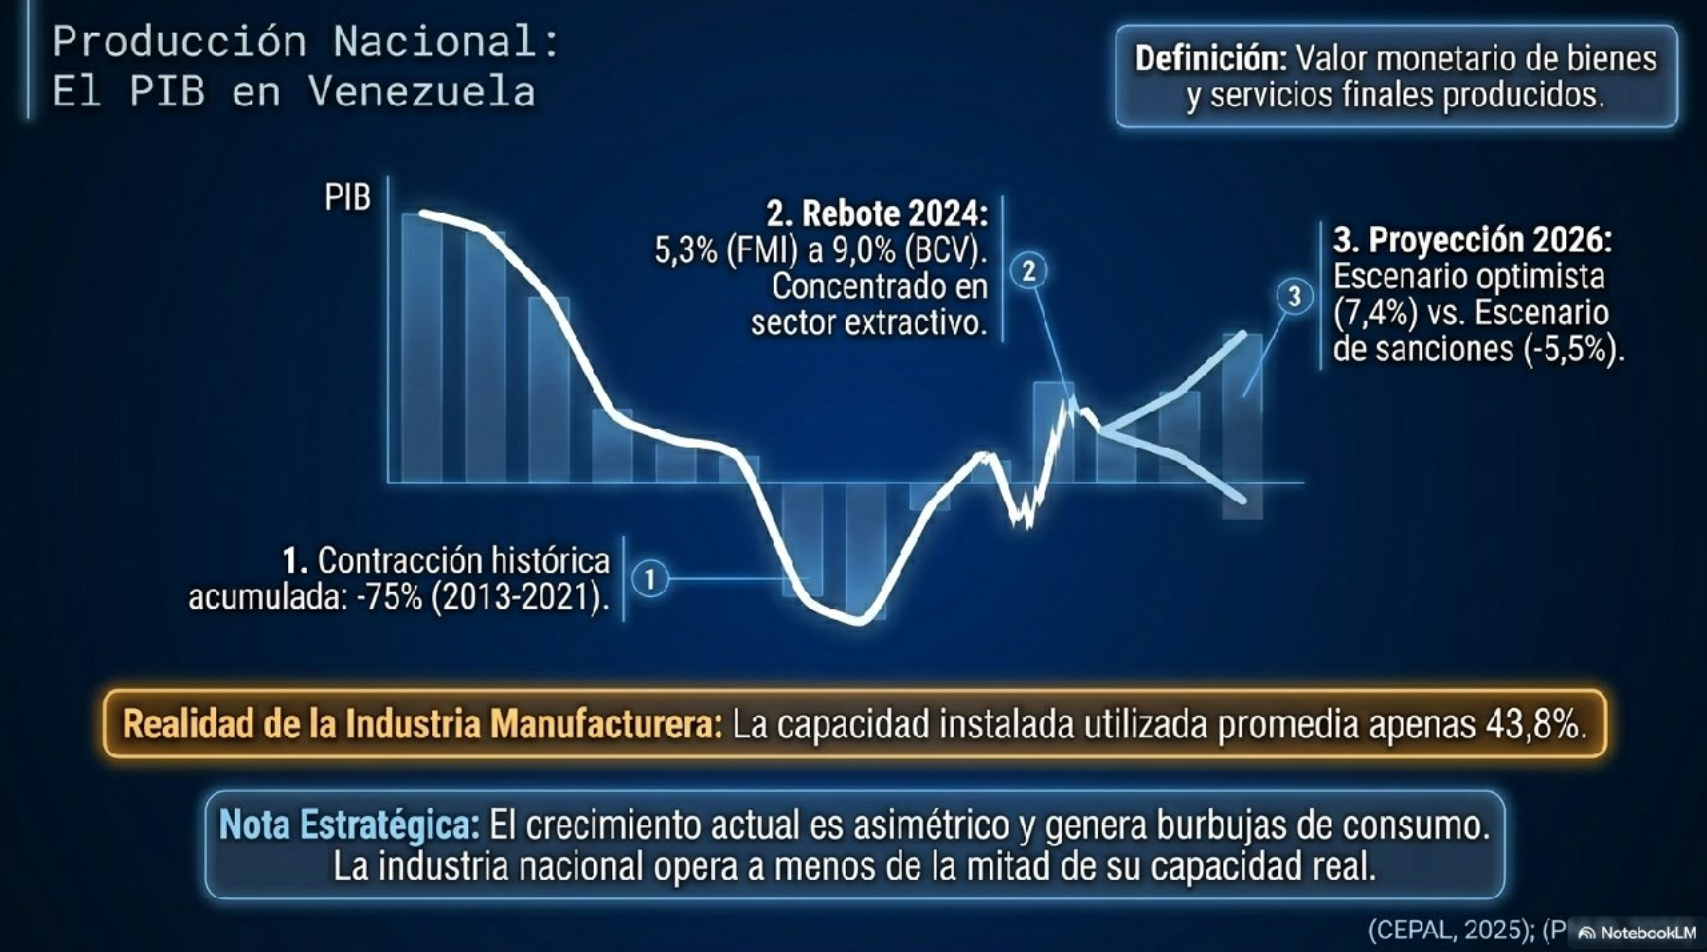 Producción Nacional:
El PIB en Venezuela
Definición: Valor monetario de bienes
y servicios finales producidos.
PIB
2. Rebote 2024:
5,3% (FMI) a 9,0% (BCV).
Concentrado en
sector extractivo.
2
3
3. Proyección 2026:
Escenario optimista
(7,4%) vs. Escenario
de sanciones (-5,5%).
1. Contracción histórica
acumulada: -75% (2013-2021).
1
Realidad de la Industria Manufacturera: La capacidad instalada utilizada promedia apenas 43,8%.
Nota Estratégica: El crecimiento actual es asimétrico y genera burbujas de consumo.
La industria nacional opera a menos de la mitad de su capacidad real.
(CEPAL, 2025); (P
NotebookLM